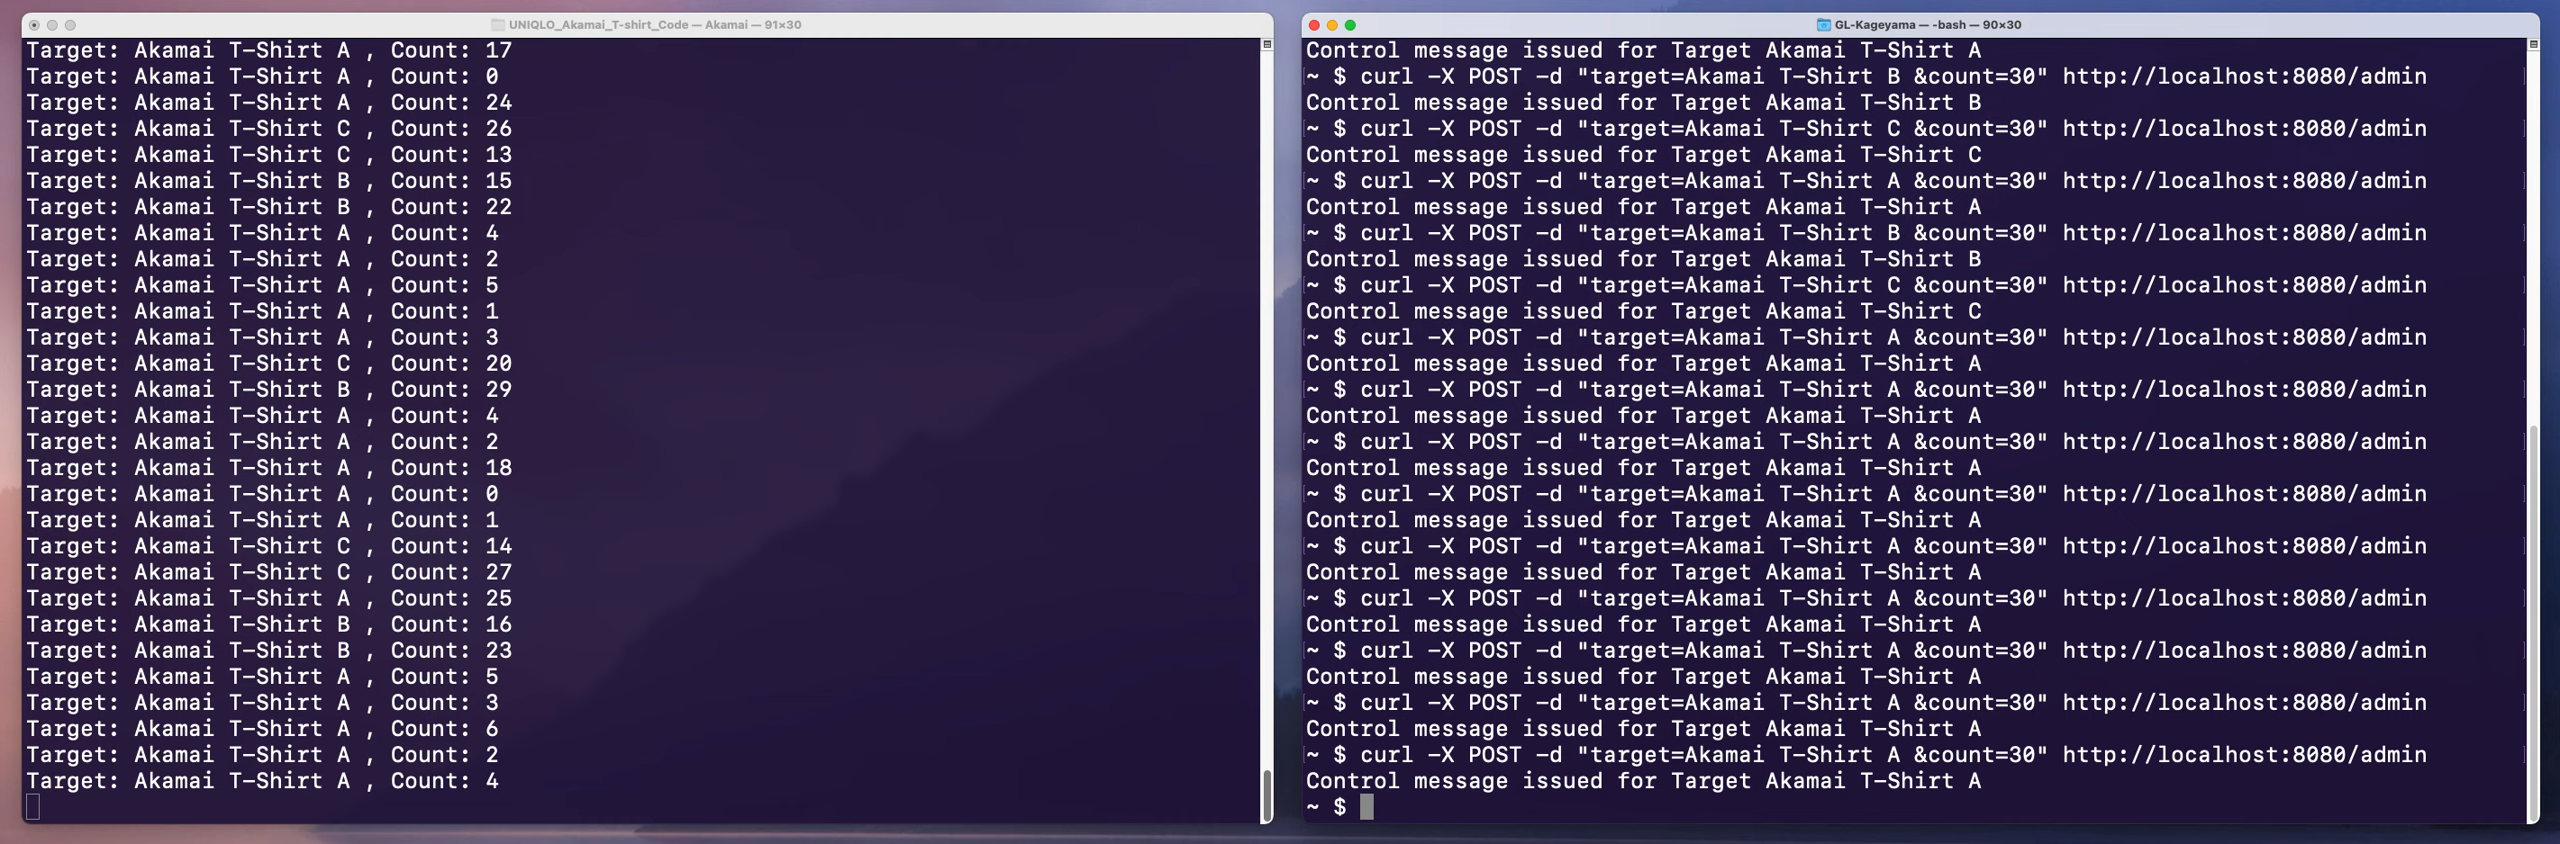 UNIQLO_Akamai_T-shirt_Code — Akamai — 91×30
Target: Akamai T-Shirt A , Count: 17
Target: Akamai T-Shirt A , Count: 0
Target: Akamai T-Shirt A , Count: 24
Target: Akamai T-Shirt C , Count: 26
Target: Akamai T-Shirt C , Count: 13
Target: Akamai T-Shirt B , Count: 15
Target: Akamai T-Shirt B , Count: 22
Target: Akamai T-Shirt A , Count: 4
Target: Akamai T-Shirt A , Count: 2
Target: Akamai T-Shirt A , Count: 5
Target: Akamai T-Shirt A , Count: 1
Target: Akamai T-Shirt A , Count: 3
Target: Akamai T-Shirt C , Count: 20
Target: Akamai T-Shirt B , Count: 29
Target: Akamai T-Shirt A , Count: 4
Target: Akamai T-Shirt A , Count: 2
Target: Akamai T-Shirt A , Count: 18
Target: Akamai T-Shirt A , Count: 0
Target: Akamai T-Shirt A , Count: 1
Target: Akamai T-Shirt C , Count: 14
Target: Akamai T-Shirt C , Count: 27
Target: Akamai T-Shirt A , Count: 25
Target: Akamai T-Shirt B , Count: 16
Target: Akamai T-Shirt B , Count: 23
Target: Akamai T-Shirt A , Count: 5
Target: Akamai T-Shirt A , Count: 3
Target: Akamai T-Shirt A , Count: 6
Target: Akamai T-Shirt A , Count: 2
Target: Akamai T-Shirt A , Count: 4
GL-Kageyama — -bash — 90×30
Control message issued for Target Akamai T-Shirt A
~ $ curl -X POST -d "target=Akamai T-Shirt B &count=30" http://localhost:8080/admin
Control message issued for Target Akamai T-Shirt B
~ $ curl -X POST -d "target=Akamai T-Shirt C &count=30" http://localhost:8080/admin
Control message issued for Target Akamai T-Shirt C
~ $ curl -X POST -d "target=Akamai T-Shirt A &count=30" http://localhost:8080/admin
Control message issued for Target Akamai T-Shirt A
~ $ curl -X POST -d "target=Akamai T-Shirt B &count=30" http://localhost:8080/admin
Control message issued for Target Akamai T-Shirt B
~ $ curl -X POST -d "target=Akamai T-Shirt C &count=30" http://localhost:8080/admin
Control message issued for Target Akamai T-Shirt C
~ $ curl -X POST -d "target=Akamai T-Shirt A &count=30" http://localhost:8080/admin
Control message issued for Target Akamai T-Shirt A
~ $ curl -X POST -d "target=Akamai T-Shirt A &count=30" http://localhost:8080/admin
Control message issued for Target Akamai T-Shirt A
~ $ curl -X POST -d "target=Akamai T-Shirt A &count=30" http://localhost:8080/admin
Control message issued for Target Akamai T-Shirt A
~ $ curl -X POST -d "target=Akamai T-Shirt A &count=30" http://localhost:8080/admin
Control message issued for Target Akamai T-Shirt A
~ $ curl -X POST -d "target=Akamai T-Shirt A &count=30" http://localhost:8080/admin
Control message issued for Target Akamai T-Shirt A
~ $ curl -X POST -d "target=Akamai T-Shirt A &count=30" http://localhost:8080/admin
Control message issued for Target Akamai T-Shirt A
~ $ curl -X POST -d "target=Akamai T-Shirt A &count=30" http://localhost:8080/admin
Control message issued for Target Akamai T-Shirt A
~ $ curl -X POST -d "target=Akamai T-Shirt A &count=30" http://localhost:8080/admin
Control message issued for Target Akamai T-Shirt A
~ $ curl -X POST -d "target=Akamai T-Shirt A &count=30" http://localhost:8080/admin
Control message issued for Target Akamai T-Shirt A
~ $